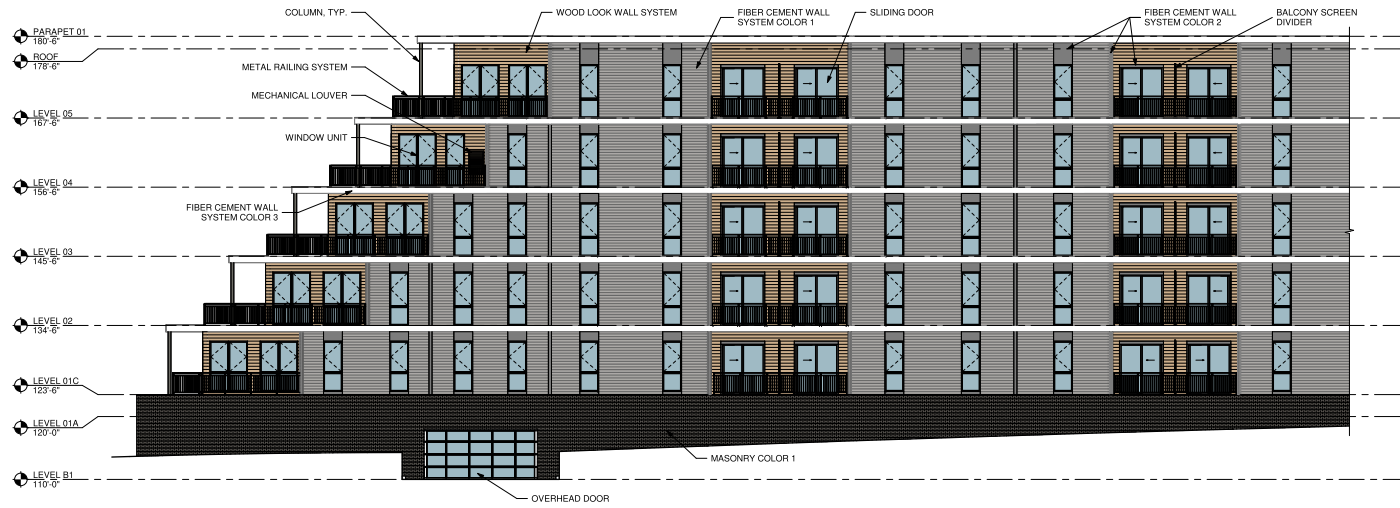 COLUMN, TYP.
WOOD LOOK WALL SYSTEM
FIBER CEMENT WALL
SYSTEM COLOR 1
SLIDING DOOR
FIBER CEMENT WALL
SYSTEM COLOR 2
BALCONY SCREEN
DIVIDER
PARAPET 01
180'-6"
ROOF
178'-6"
METAL RAILING SYSTEM
MECHANICAL LOUVER
LEVEL 05
167'-6"
WINDOW UNIT
LEVEL 04
156'-6"
FIBER CEMENT WALL
SYSTEM COLOR 3
LEVEL 03
145'-6"
LEVEL 02
134'-6"
LEVEL 01C
123'-6"
LEVEL 01A
120'-0"
MASONRY COLOR 1
LEVEL B1
110'-0"
OVERHEAD DOOR